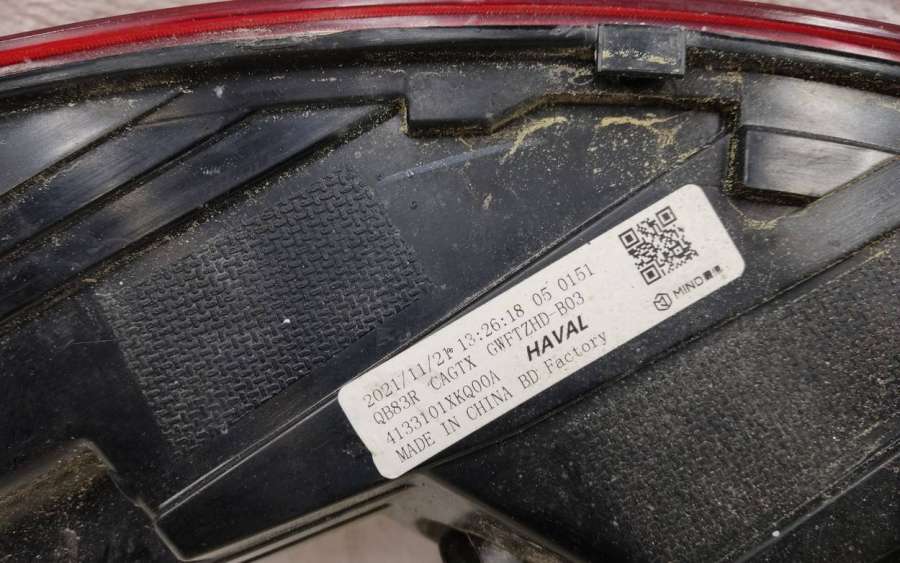 2021/11/21 13:26:18 05 0151
QB83R CAGTX GWFTZHD-B03
4133101XKQ00A HAVAL
MADE IN CHINA BD Factory
MIND